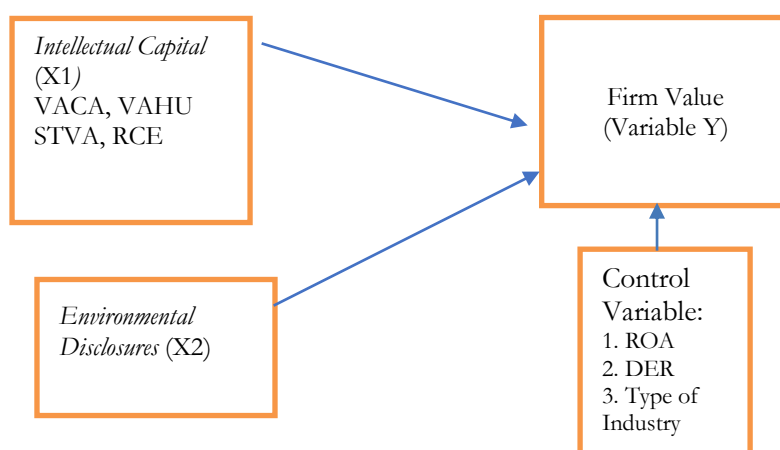 Intellectual Capital
(X1)
VACA, VAHU
STVA, RCE
Firm Value
(Variable Y)
Environmental
Disclosures (X2)
Control
Variable:
1. ROA
2. DER
3. Type of
Industry